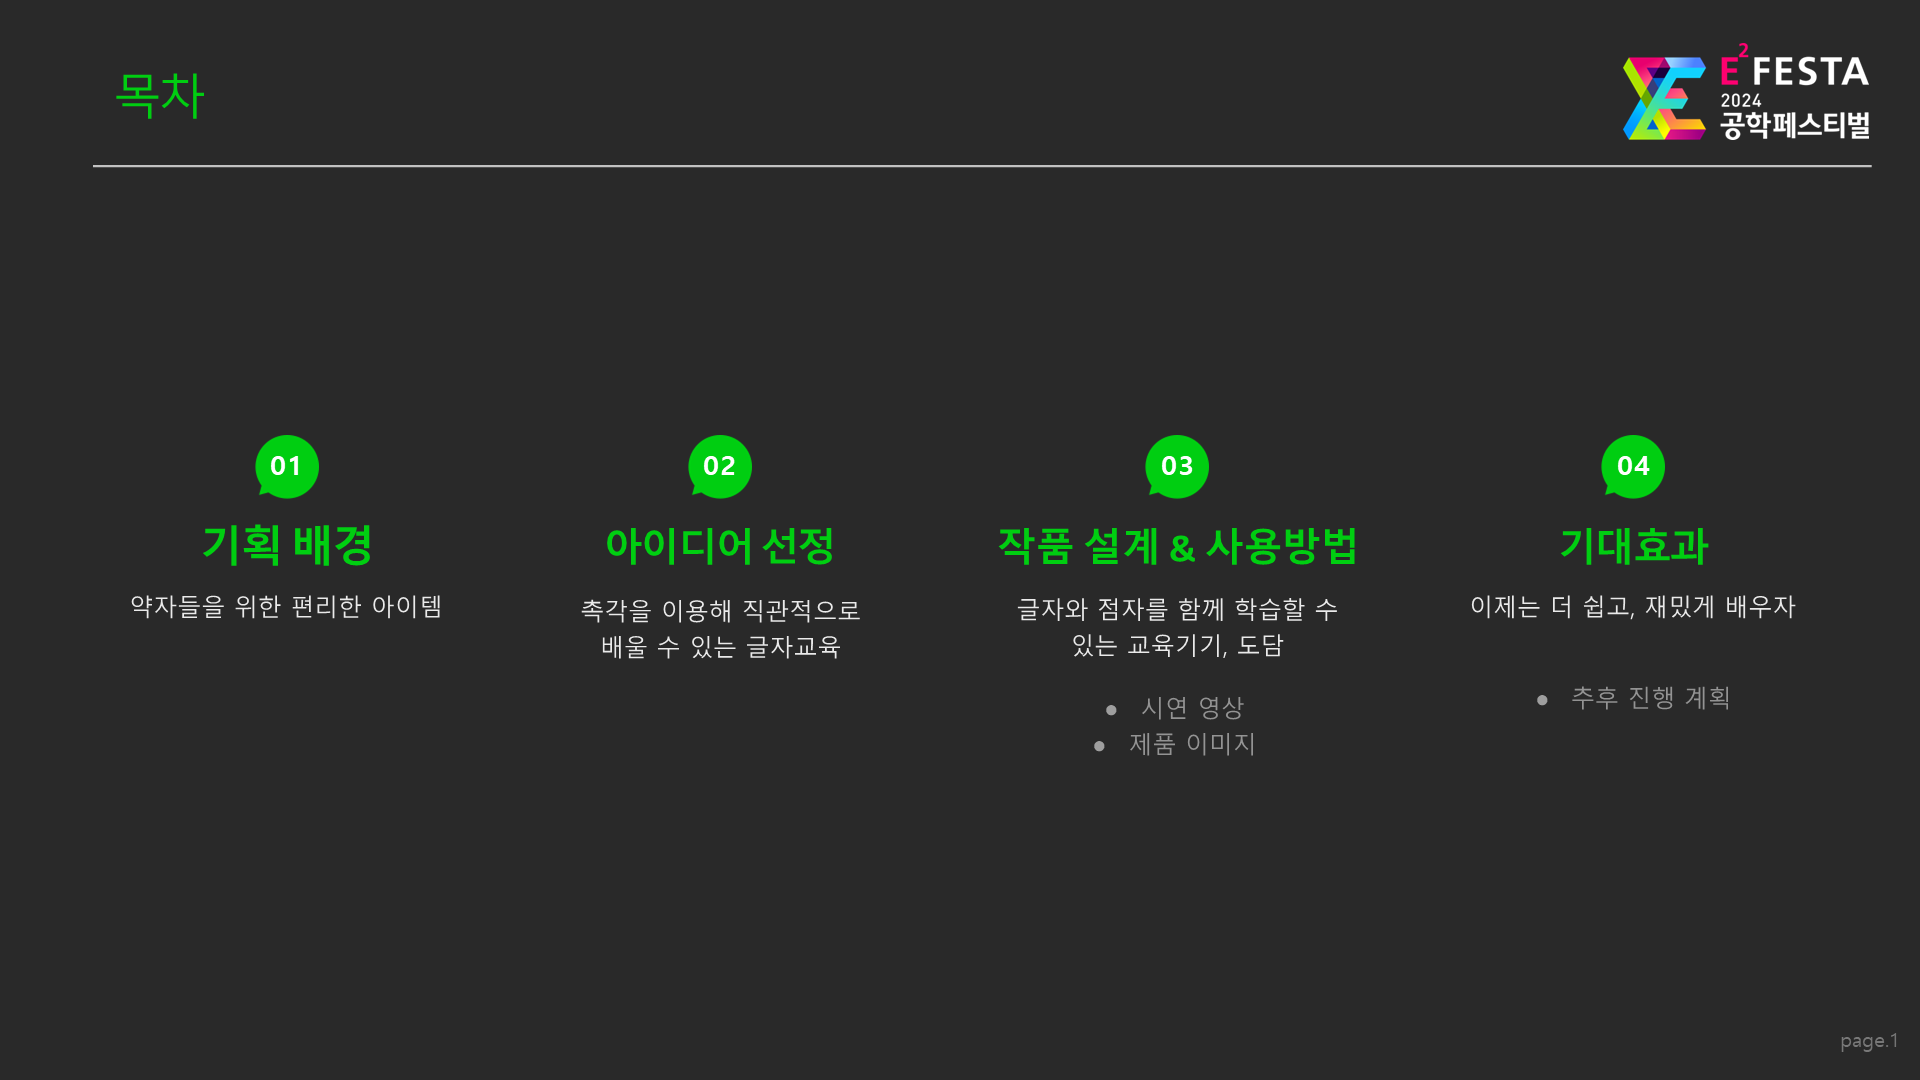 목차
E²FESTA
2024
공학페스티벌
01
기획 배경
약자들을 위한 편리한 아이템
02
아이디어 선정
촉각을 이용해 직관적으로
배울 수 있는 글자교육
03
작품 설계 & 사용방법
글자와 점자를 함께 학습할 수
있는 교육기기, 도담
● 시연 영상
● 제품 이미지
04
기대효과
이제는 더 쉽고, 재밌게 배우자
● 추후 진행 계획
page.1